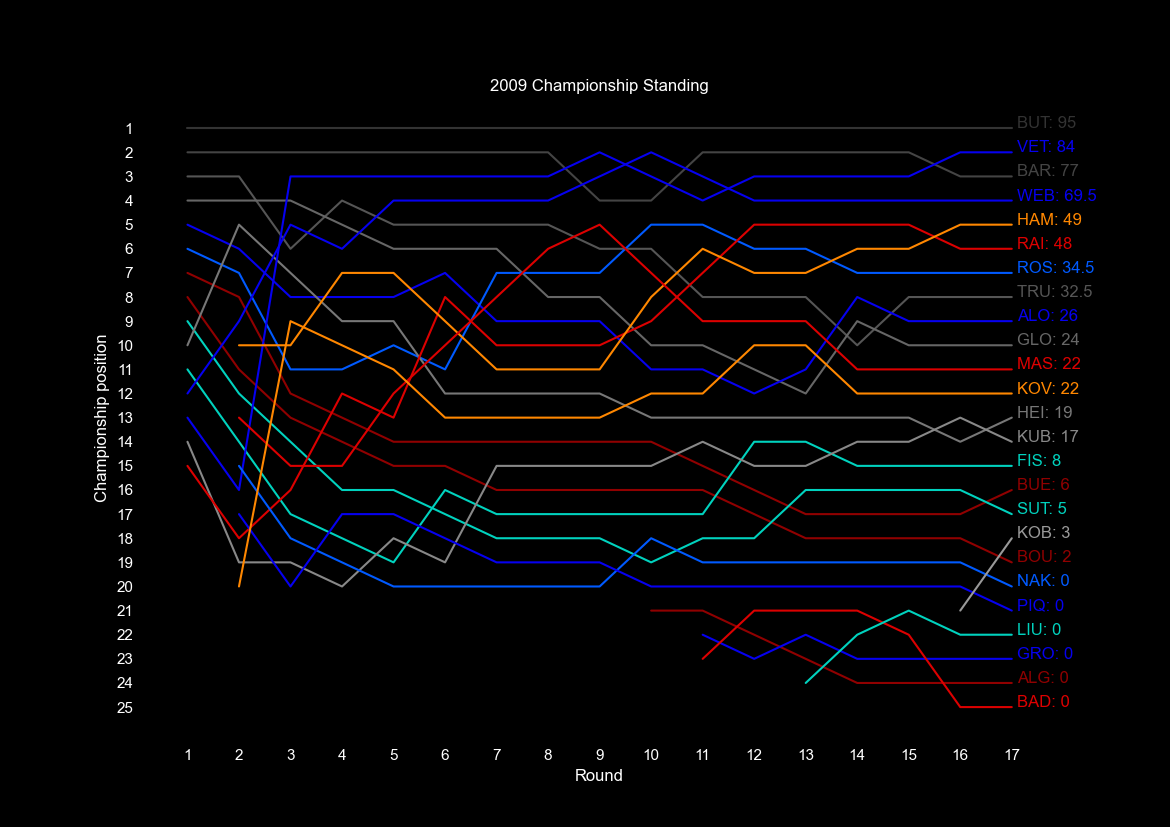 2009 Championship Standing
Championship position
1
2
3
4
5
6
7
8
9
10
11
12
13
14
15
16
17
18
19
20
21
22
23
24
25
BUT: 95
VET: 84
BAR: 77
WEB: 69.5
HAM: 49
RAI: 48
ROS: 34.5
TRU: 32.5
ALO: 26
GLO: 24
MAS: 22
KOV: 22
HEI: 19
KUB: 17
FIS: 8
BUE: 6
SUT: 5
KOB: 3
BOU: 2
NAK: 0
PIQ: 0
LIU: 0
GRO: 0
ALG: 0
BAD: 0
1 2 3 4 5 6 7 8 9 10 11 12 13 14 15 16 17
Round